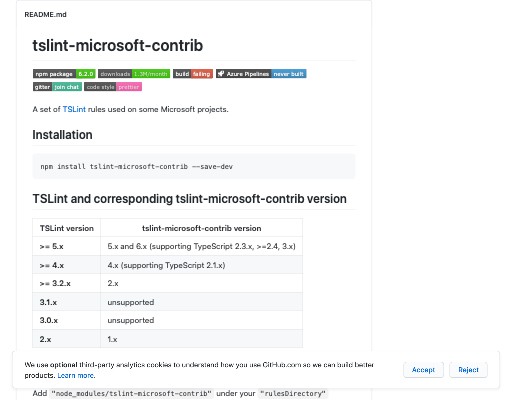 README.md
tslint-microsoft-contrib
npm package 6.2.0 downloads 1.3M/month build failing Azure Pipelines never built
gitter join chat code style prettier
A set of TSLint rules used on some Microsoft projects.
Installation
npm install tslint-microsoft-contrib --save-dev
TSLint and corresponding tslint-microsoft-contrib version
TSLint version tslint-microsoft-contrib version
>= 5.x 5.x and 6.x (supporting TypeScript 2.3.x, >=2.4, 3.x)
>= 4.x 4.x (supporting TypeScript 2.1.x)
>= 3.2.x 2.x
3.1.x unsupported
3.0.x unsupported
2.x 1.x
We use optional third-party analytics cookies to understand how you use GitHub.com so we can build better
products. Learn more.
Accept Reject
Add "node_modules/tslint-microsoft-contrib" under your "rulesDirectory"